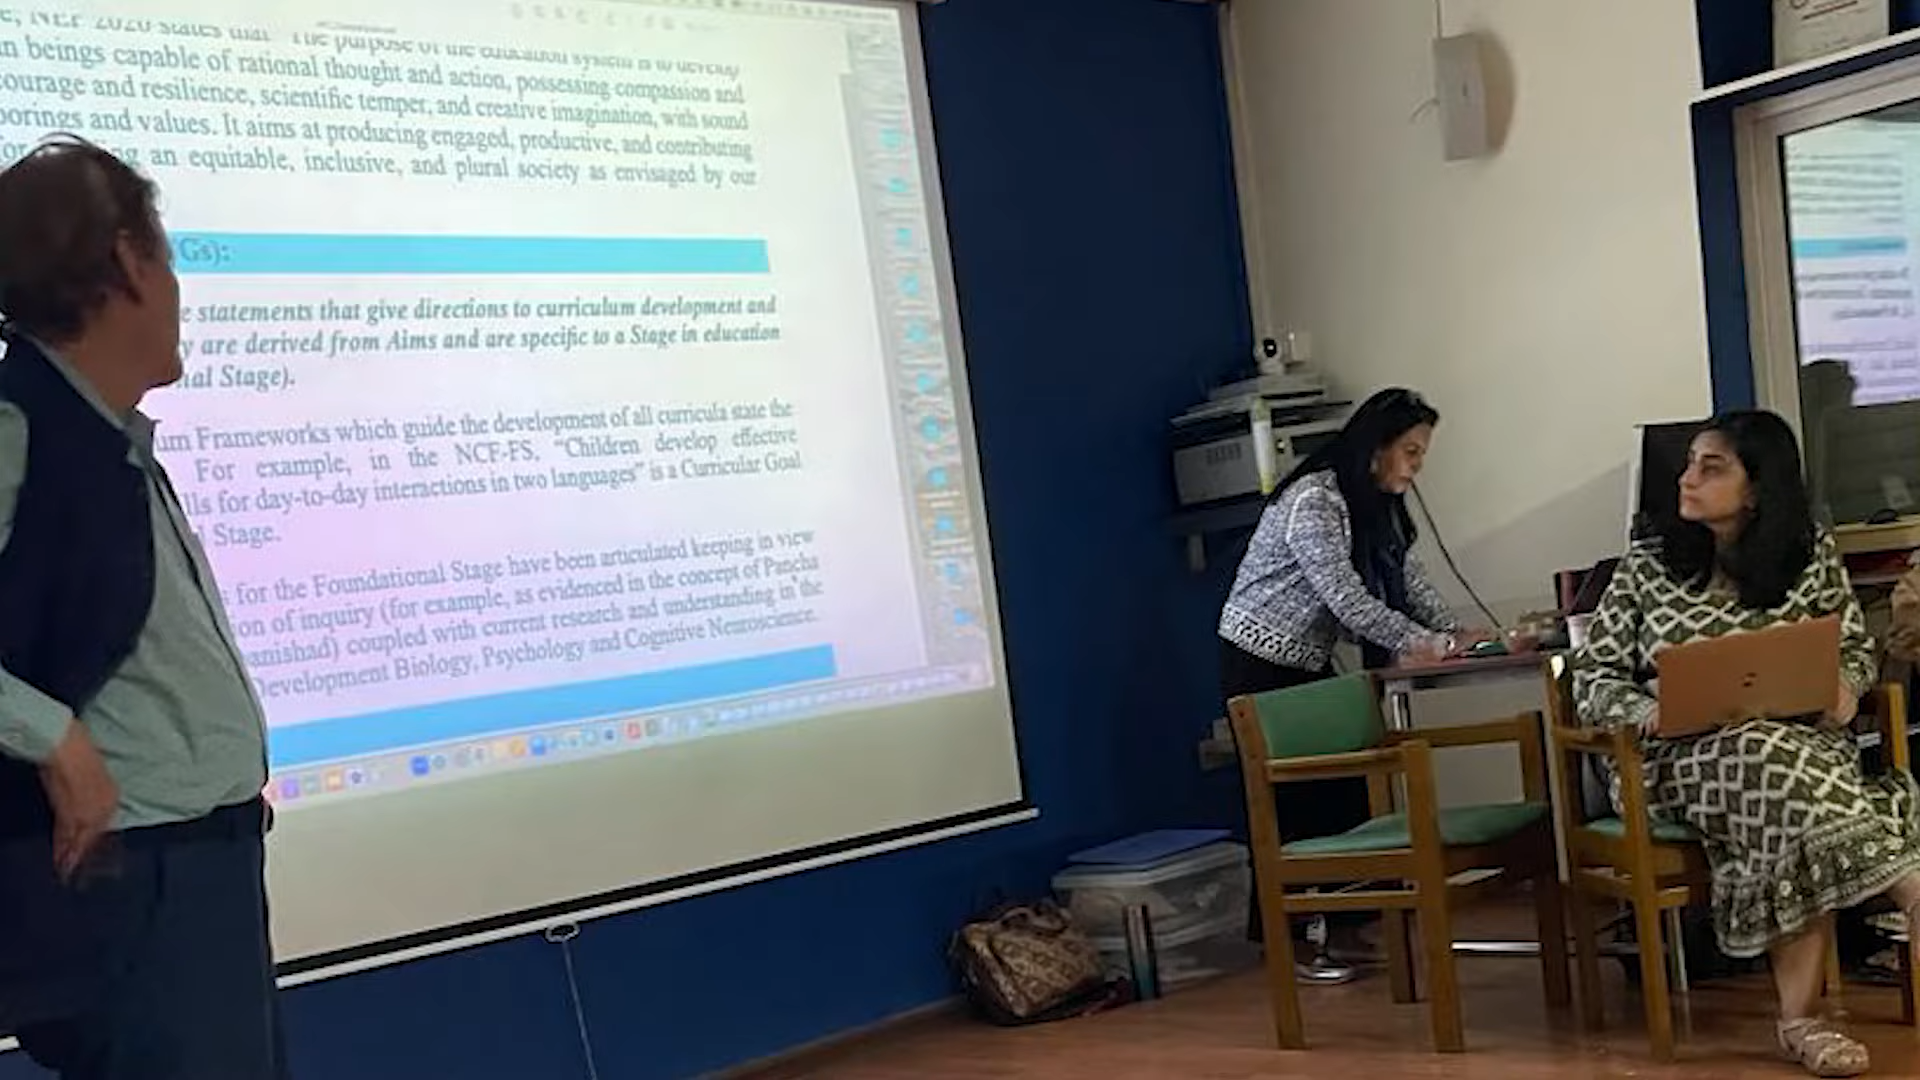 NEP 2020 states that "The purpose of the education system is to develop
beings capable of rational thought and action, possessing compassion and
courage and resilience, scientific temper, and creative imagination, with sound
and values. It aims at producing engaged, productive, and contributing
an equitable, inclusive, and plural society as envisaged by our
Gs):
statements that give directions to curriculum development and
are derived from Aims and are specific to a Stage in education
Stage).
Frameworks which guide the development of all curricula state the
For example, in the NCF-FS, "Children develop effective
for day-to-day interactions in two languages" is a Curricular Goal
Stage.
for the Foundational Stage have been articulated keeping in view
of inquiry (for example, as evidenced in the concept of Pancha
coupled with current research and understanding in the
Development Biology, Psychology and Cognitive Neuroscience.